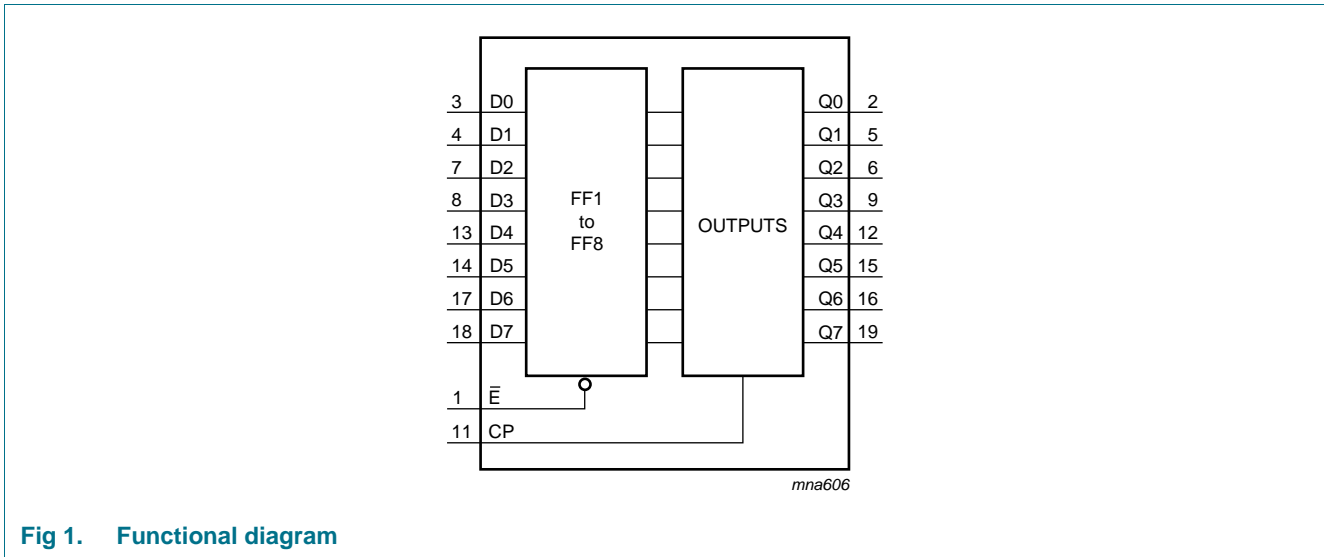 3 D0 Q0 2
4 D1 Q1 5
7 D2 Q2 6
8 D3 FF1 Q3 9
to OUTPUTS
13 D4 FF8 Q4 12
14 D5 Q5 15
17 D6 Q6 16
18 D7 Q7 19
1 E̅
11 CP
mna606
Fig 1. Functional diagram